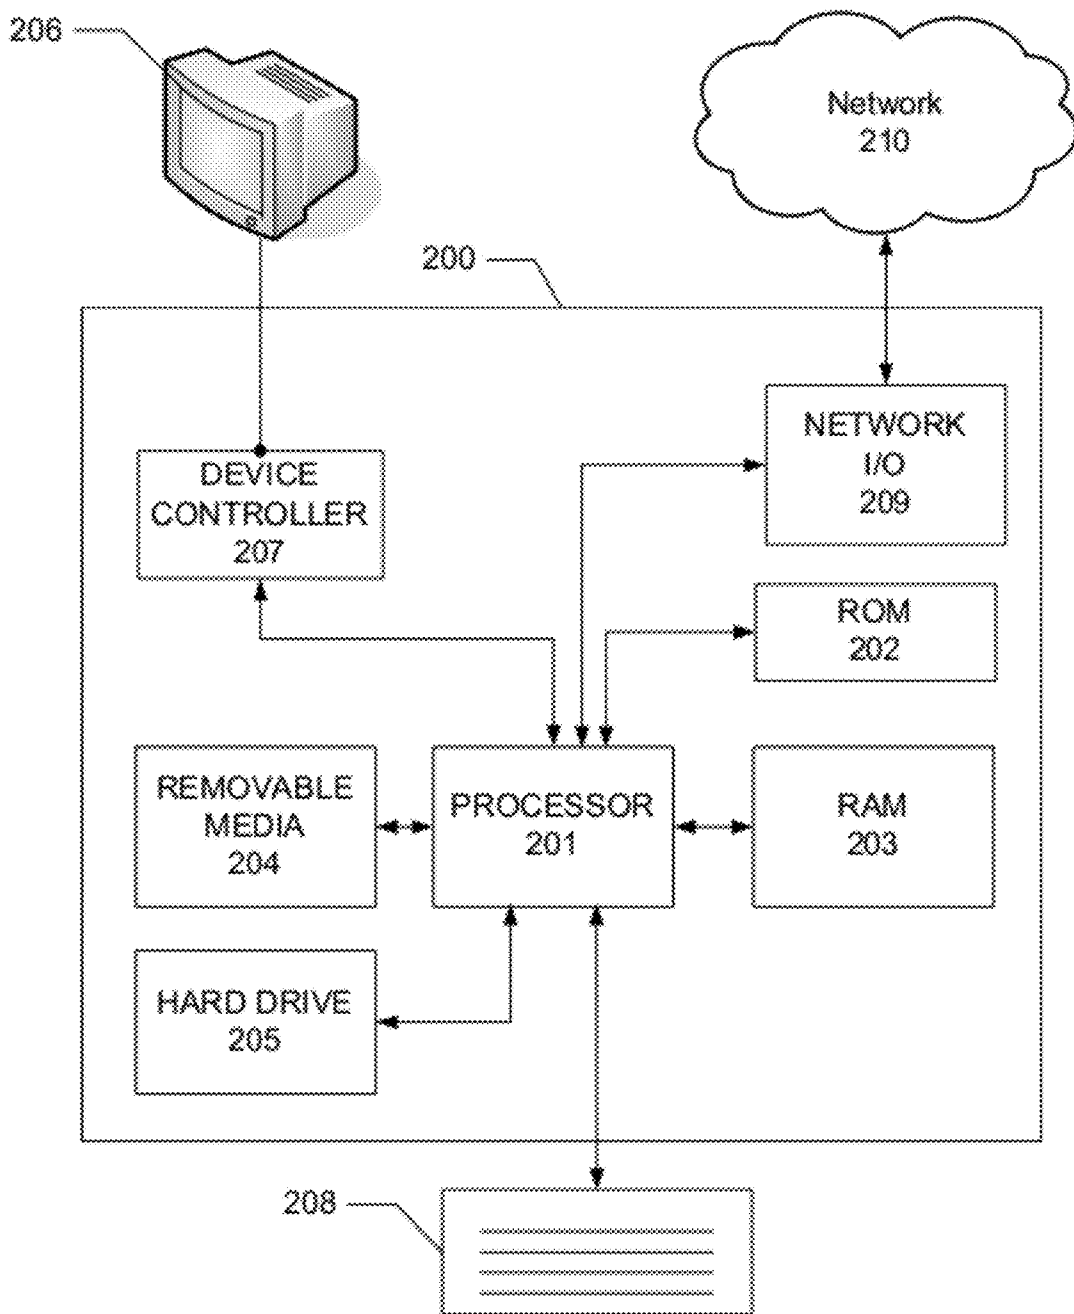 206
Network
210
200
NETWORK
I/O
209
DEVICE
CONTROLLER
207
ROM
202
REMOVABLE
MEDIA
204
PROCESSOR
201
RAM
203
HARD DRIVE
205
208